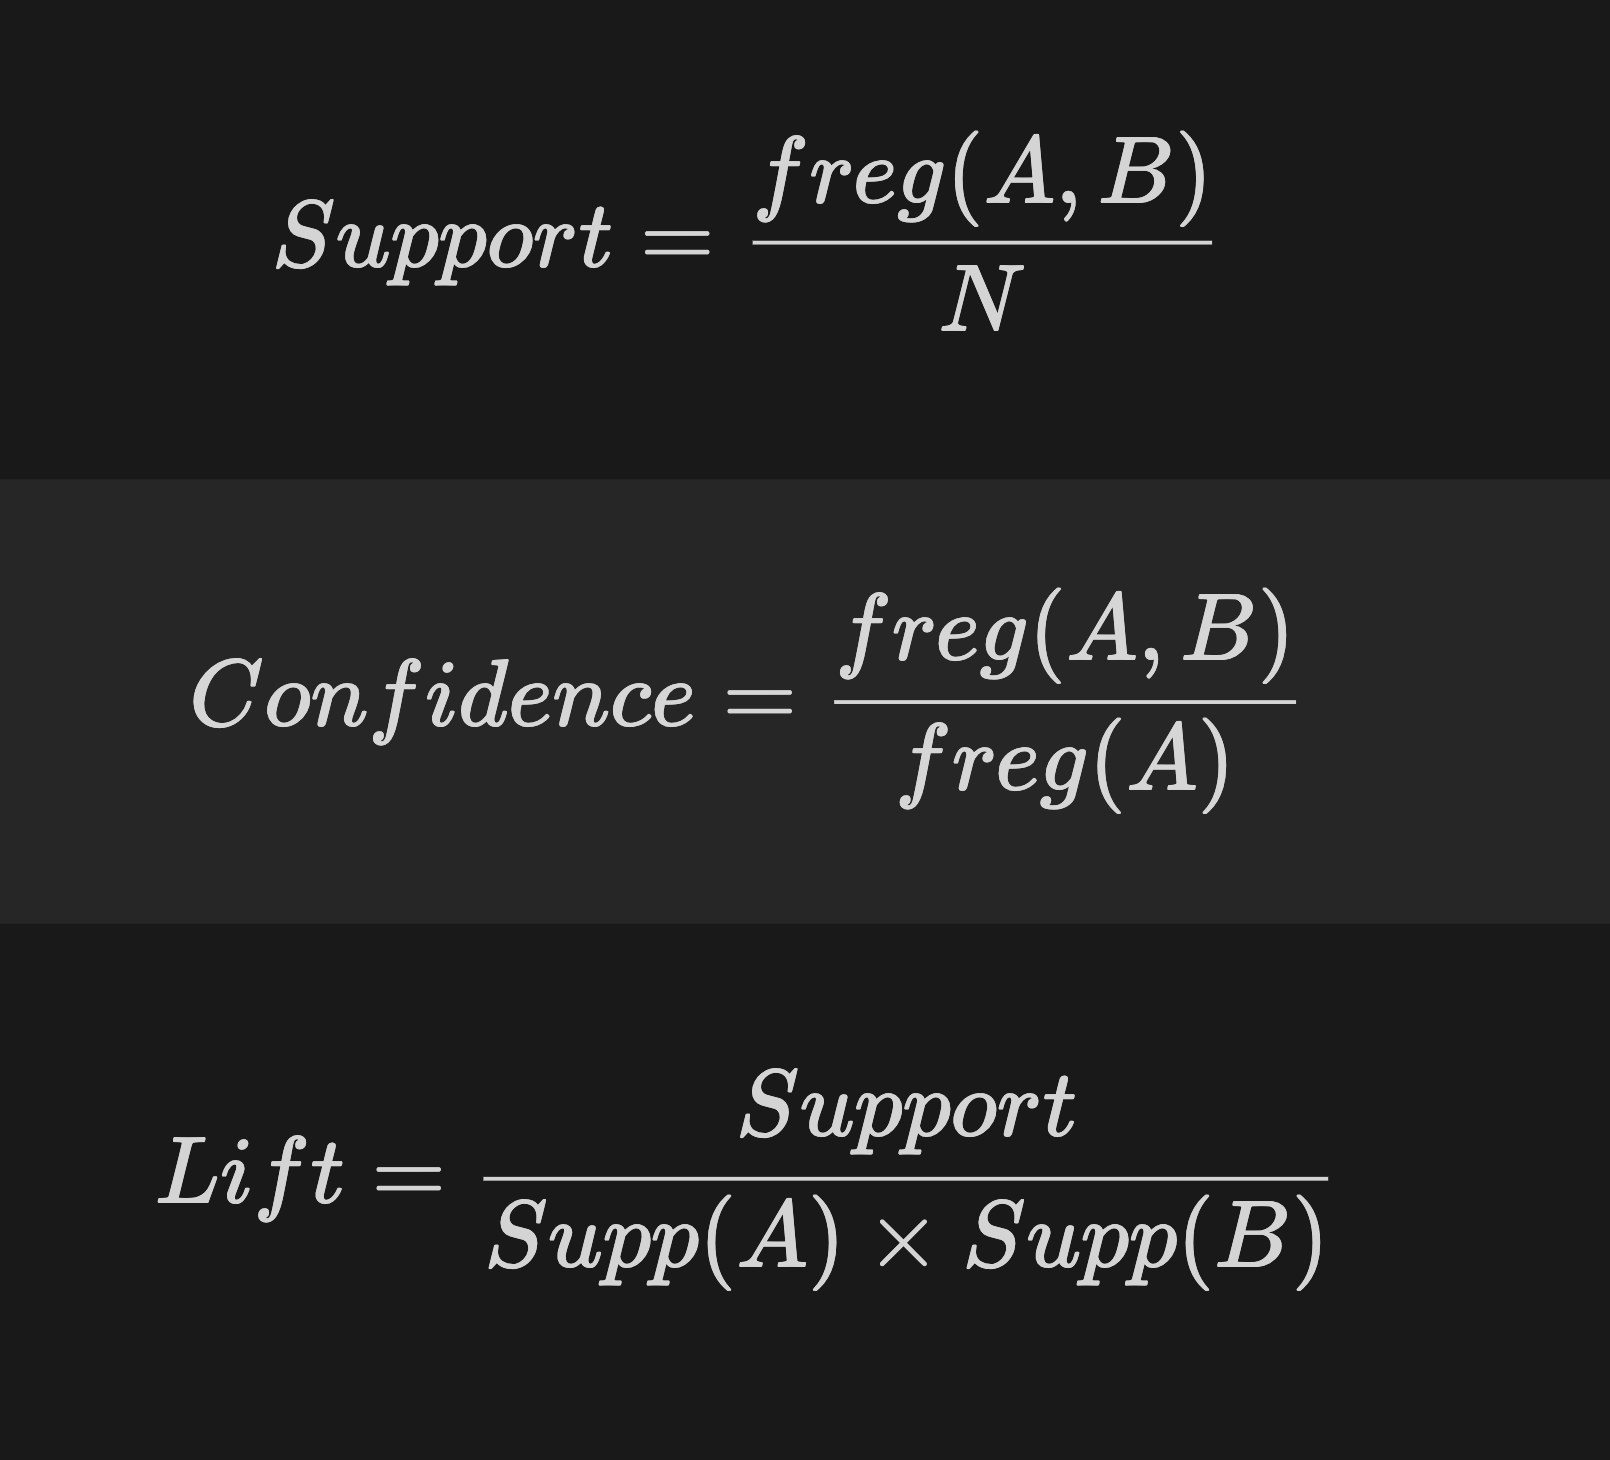 Support = freg(A, B) / N
Confidence = freg(A, B) / freg(A)
Lift = Support / Supp(A) × Supp(B)